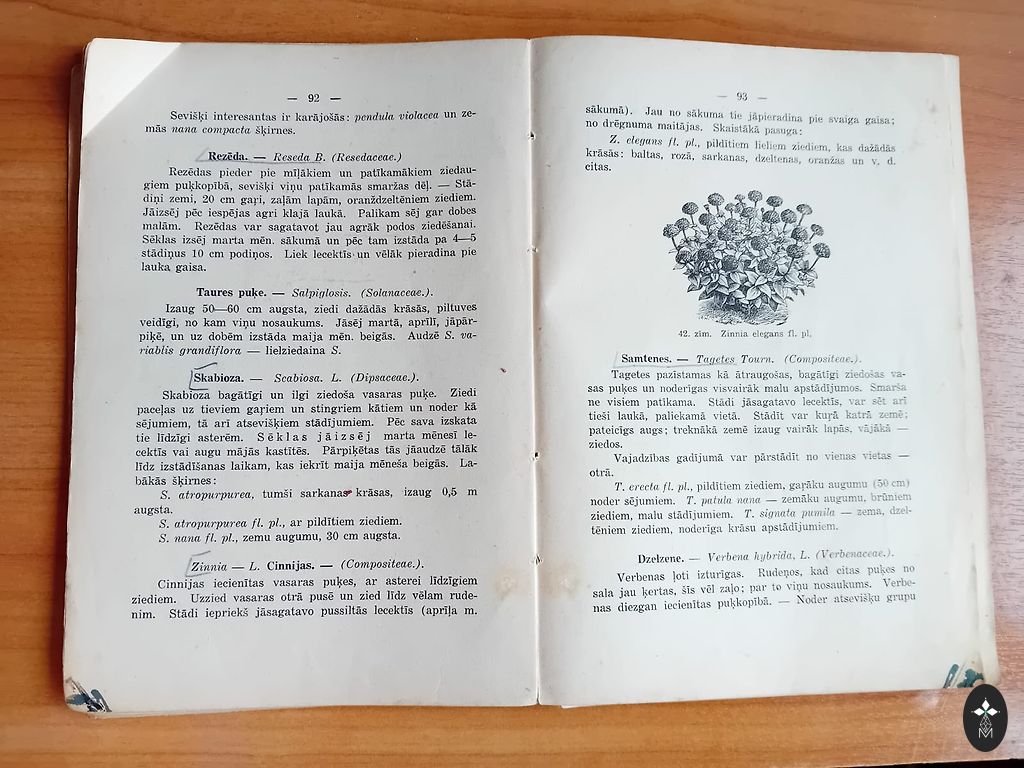 — 92 —
Sevišķi interesantas ir karājošās: pendula violacea un ze-
mās nana compacta šķirnes.
Rezēda. — Reseda B. (Resedaceae.)
Rezēdas pieder pie mīļākiem un patīkamākiem ziedau-
giem puķkopībā, sevišķi viņu patīkamās smaržas dēļ. — Stā-
diņi zemi, 20 cm gaŗi, zaļām lapām, oranždzeltēniem ziediem.
Jāizsēj pēc iespējas agri klajā laukā. Palikam sēj gar dobes
malām. Rezēdas var sagatavot jau agrāk podos ziedēšanai.
Sēklas izsēj marta mēn. sākumā un pēc tam izstāda pa 4—5
stādiņus 10 cm podiņos. Liek lecektīs un vēlāk pieradina pie
lauka gaisa.
Taures puķe. — Salpiglosis. (Solanaceae.).
Izaug 50—60 cm augsta, ziedi dažādās krāsās, piltuves
veidīgi, no kam viņu nosaukums. Jāsēj martā, aprīlī, jāpār-
piķē, un uz dobēm izstāda maija mēn. beigās. Audzē S. va-
riablis grandiflora — lielziedaina S.
Skabioza. — Scabiosa. L. (Dipsaceae.).
Skabioza bagātīgi un ilgi ziedoša vasaras puķe. Ziedi
paceļas uz tieviem gaŗiem un stingriem kātiem un noder kā
sējumiem, tā arī atsevišķiem stādījumiem. Pēc sava izskata
tie līdzīgi asterēm. Sēklas jāizsēj marta mēnesī le-
cektīs vai augu mājās kastītēs. Pārpiķētas tās jāaudzē tālāk
līdz izstādīšanas laikam, kas iekrīt maija mēneša beigās. La-
bākās šķirnes:
S. atropurpurea, tumši sarkanas krāsas, izaug 0,5 m
augsta.
S. atropurpurea fl. pl., ar pildītiem ziediem.
S. nana fl. pl., zemu augumu, 30 cm augsta.
Zinnia — L. Cinnijas. — (Compositeae.).
Cinnijas iecienītas vasaras puķes, ar asterei līdzīgiem
ziediem. Uzzied vasaras otrā pusē un zied līdz vēlam rude-
nim. Stādi iepriekš jāsagatavo pussiltās lecektīs (apriļa m.
— 93 —
sākumā). Jau no sākuma tie jāpieradina pie svaiga gaisa;
no drēgnuma maitājas. Skaistākā pasuga:
Z. elegans fl. pl., pildītiem lieliem ziediem, kas dažādās
krāsās: baltas, rozā, sarkanas, dzeltenas, oranžas un v. d.
citas.
42. zīm. Zinnia elegans fl. pl.
Samtenes. — Tagetes Tourn. (Compositeae.).
Tagetes pazīstamas kā ātraugošas, bagātīgi ziedošas va-
sas puķes un noderīgas visvairāk malu apstādījumos. Smarša
ne visiem patīkama. Stādi jāsagatavo lecektīs, var sēt arī
tieši laukā, paliekamā vietā. Stādīt var kuŗā katrā zemē;
pateicīgs augs; treknākā zemē izaug vairāk lapās, vājākā —
ziedos.
Vajadzības gadījumā var pārstādīt no vienas vietas —
otrā.
T. erecta fl. pl., pildītiem ziediem, gaŗāku augumu (50 cm)
noder sējumiem. T. patula nana — zemāku augumu, brūniem
ziediem, malu stādījumiem. T. signata pumila — zema, dzel-
tēniem ziediem, noderīga krāsu apstādījumiem.
Dzelzene. — Verbena hybrida, L. (Verbenaceae.).
Verbenas ļoti izturīgas. Rudeņos, kad citas puķes no
sala jau ķertas, šīs vēl zaļo; par to viņu nosaukums. Verbe-
nas diezgan iecienītas puķkopībā. — Noder atsevišķu grupu
M